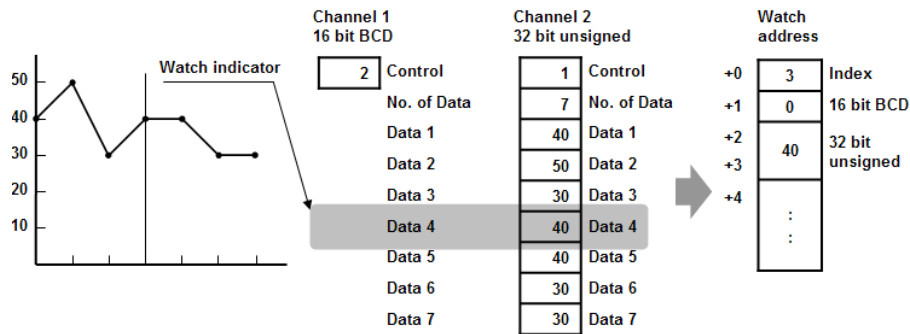 Channel 1
16 bit BCD
Channel 2
32 bit unsigned
Watch
address
Watch indicator
50
40
30
20
10
2 Control
No. of Data
Data 1
Data 2
Data 3
Data 4
Data 5
Data 6
Data 7
1 Control
7 No. of Data
40 Data 1
50 Data 2
30 Data 3
40 Data 4
40 Data 5
30 Data 6
30 Data 7
+0 3 Index
+1 0 16 bit BCD
+2
+3
40
32 bit
unsigned
+4
:
: